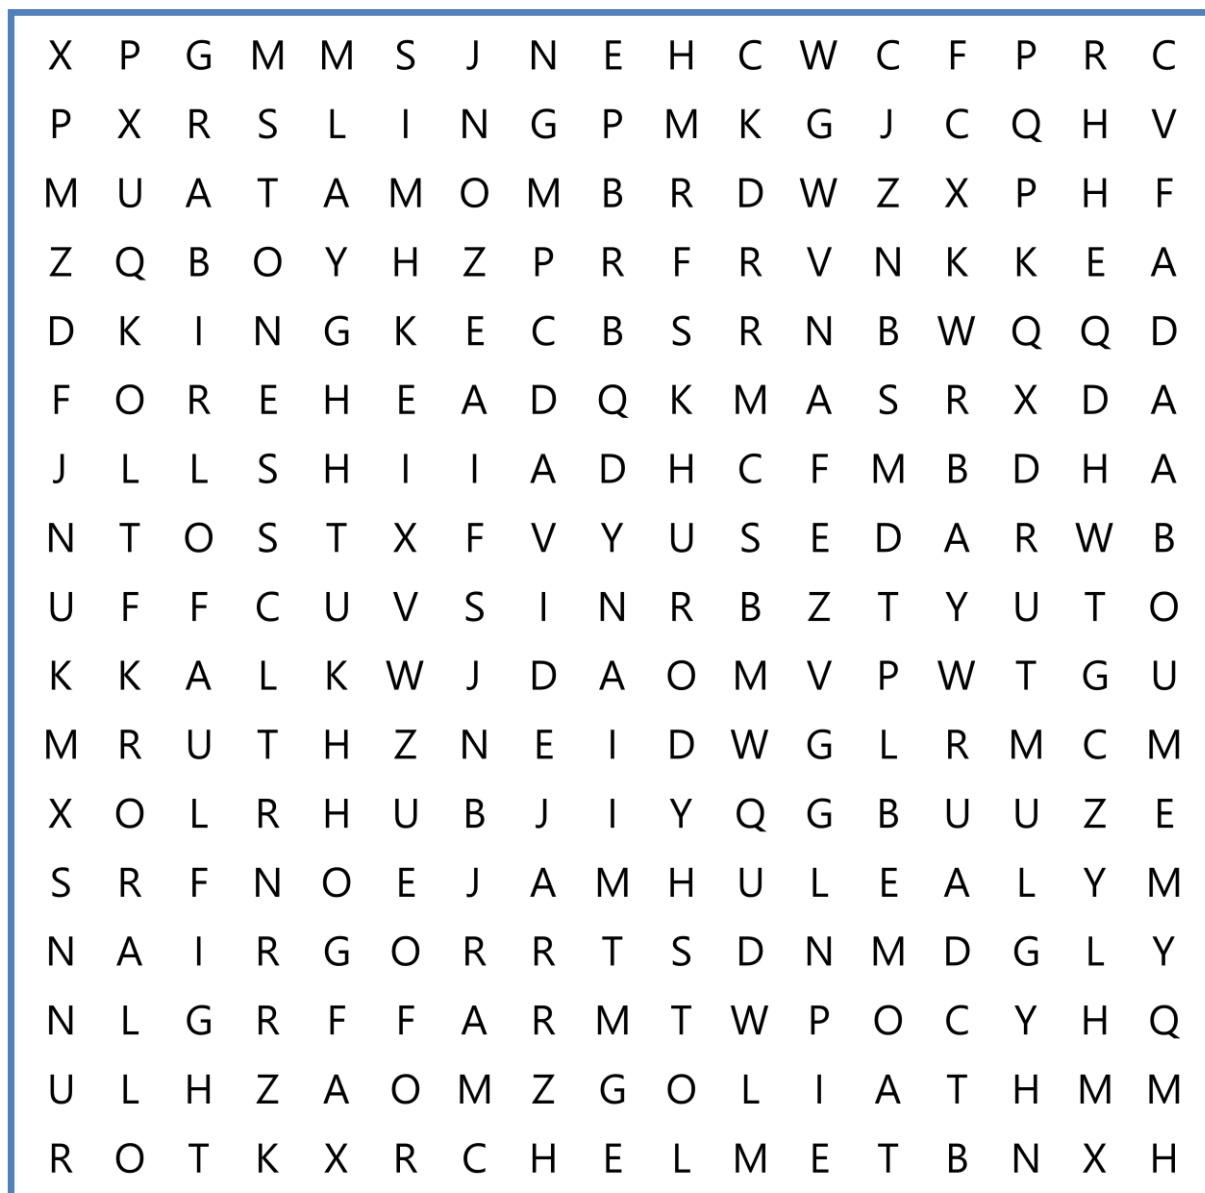 X P G M M S J N E H C W C F P R C
P X R S L I N G P M K G J C Q H V
M U A T A M O M B R D W Z X P H F
Z Q B O Y H Z P R F R V N K K E A
D K I N G K E C B S R N B W Q Q D
F O R E H E A D Q K M A S R X D A
J L L S H I I A D H C F M B D H A
N T O S T X F V Y U S E D A R W B
U F F C U V S I N R B Z T Y U T O
K K A L K W J D A O M V P W T G U
M R U T H Z N E I D W G L R M C M
X O L R H U B J I Y Q G B U U Z E
S R F N O E J A M H U L E A L Y M
N A I R G O R R T S D N M D G L Y
N L G R F F A R M T W P O C Y H Q
U L H Z A O M Z G O L I A T H M M
R O T K X R C H E L M E T B N X H